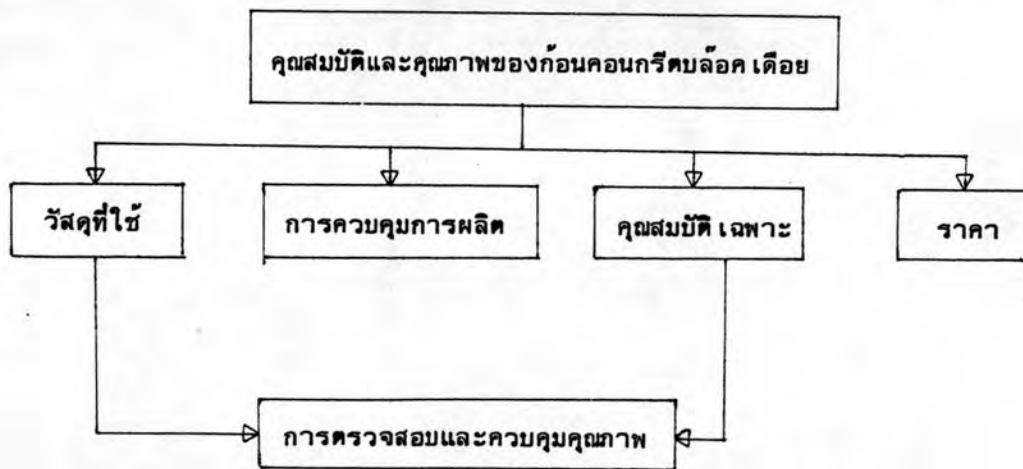 คุณสมบัติและคุณภาพของก้อนคอนกรีตบล๊อค เดือย
วัสดุที่ใช้
การควบคุมการผลิต
คุณสมบัติ เฉพาะ
ราคา
การตรวจสอบและควบคุมคุณภาพ